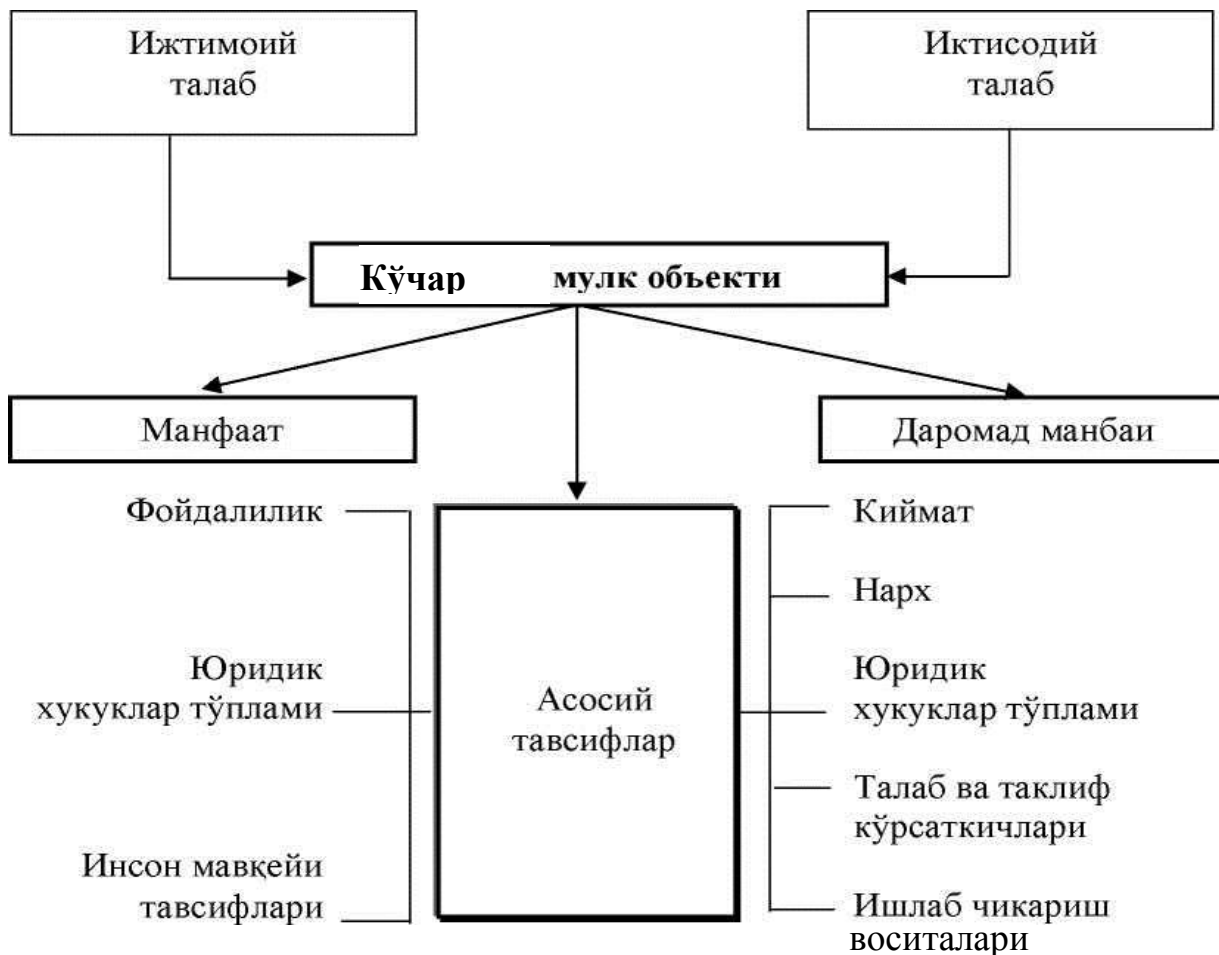 Ижтимоий
талаб
Иктисодий
талаб
Кўчар мулк объекти
Манфаат
Даромад манбаи
Фойдалилик
Юридик
хукуклар тўплами
Инсон мавқейи
тавсифлари
Асосий
тавсифлар
Киймат
Нарх
Юридик
хукуклар тўплами
Талаб ва таклиф
кўрсаткичлари
Ишлаб чикариш
воситалари